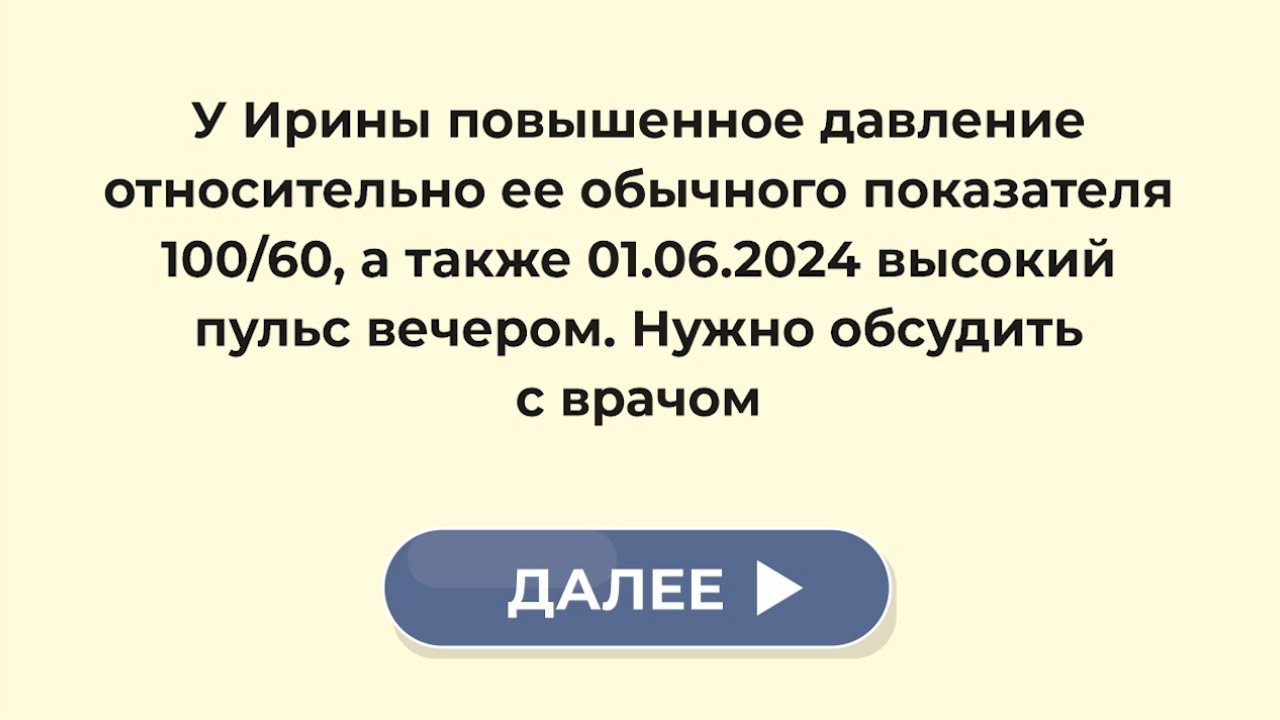 У Ирины повышенное давление
относительно ее обычного показателя
100/60, а также 01.06.2024 высокий
пульс вечером. Нужно обсудить
с врачом
ДАЛЕЕ